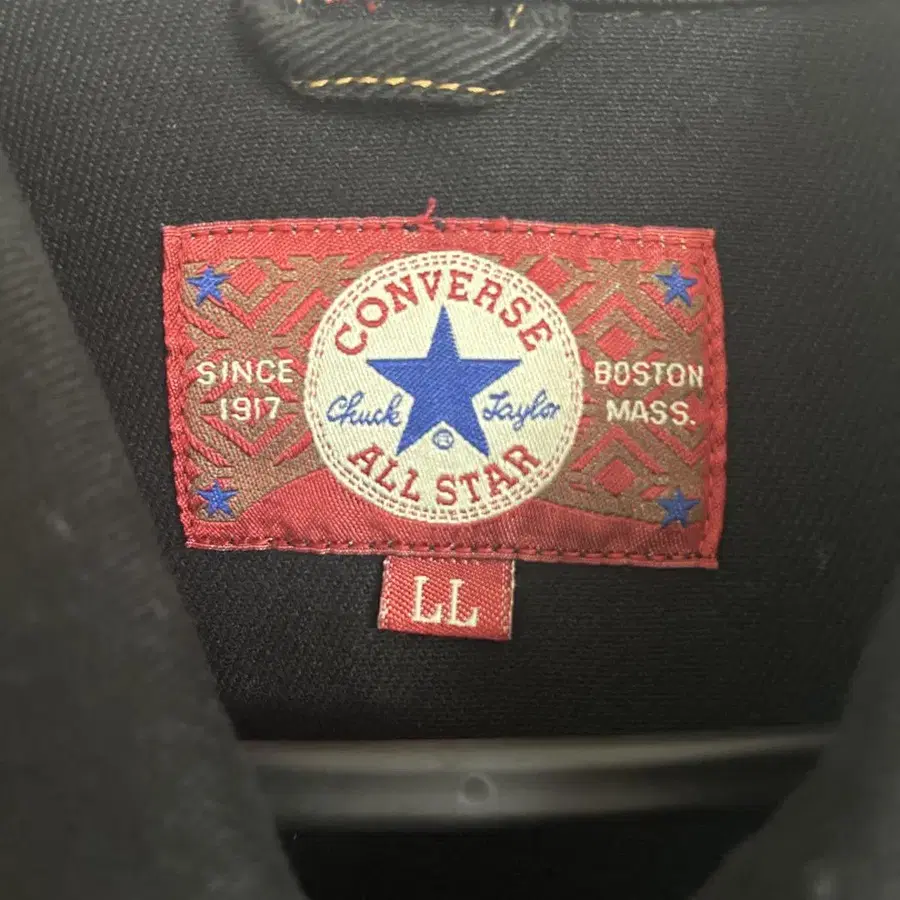 CONVERSE
SINCE
1917
Chuck Taylor
®
ALL STAR
BOSTON
MASS.
LL